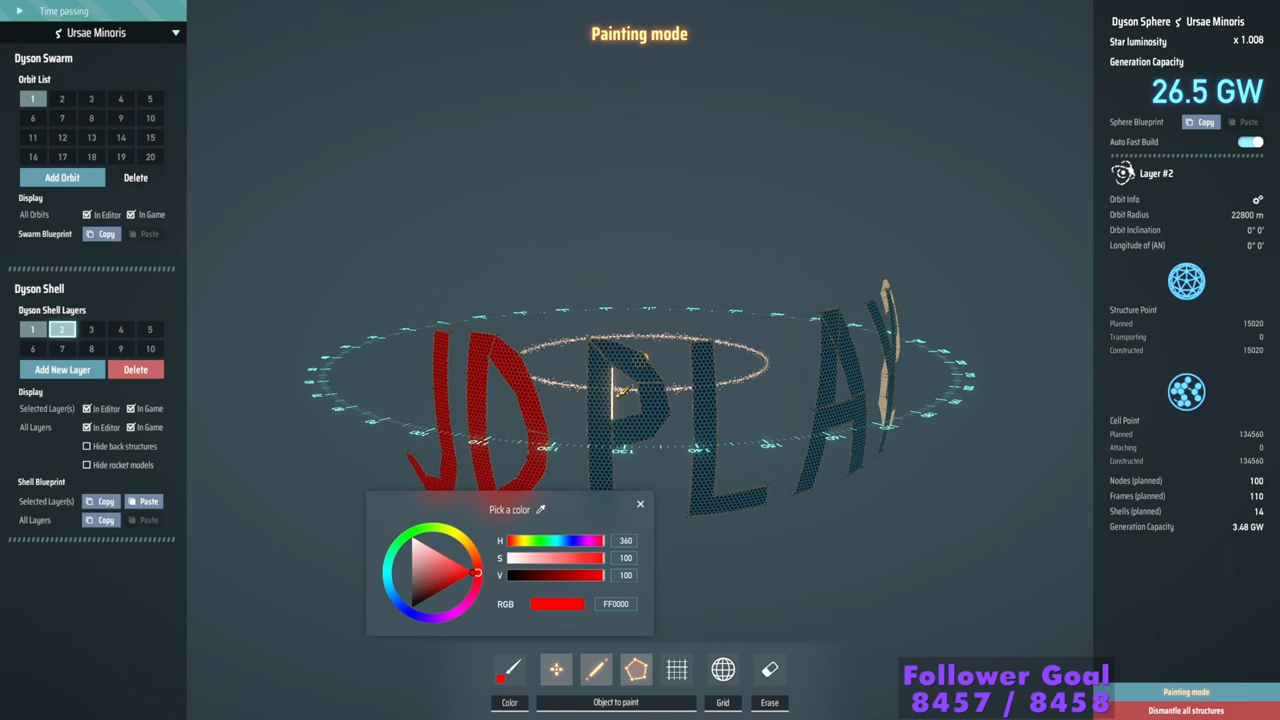 Time passing
Ursae Minoris
Dyson Swarm
Orbit List
1 2 3 4 5
6 7 8 9 10
11 12 13 14 15
16 17 18 19 20
Add Orbit Delete
Display
All Orbits In Editor In Game
Swarm Blueprint Copy Paste
Dyson Shell
Dyson Shell Layers
1 2 3 4 5
6 7 8 9 10
Add New Layer Delete
Display
Selected Layer(s) In Editor In Game
All Layers In Editor In Game
Hide back structures
Hide rocket models
Shell Blueprint
Selected Layer(s) Copy Paste
All Layers Copy Paste
Painting mode
JD PLAY
Pick a color
H 360
S 100
V 100
RGB FF0000
Color Object to paint Grid Erase
Dyson Sphere Ursae Minoris
Star luminosity x 1.008
Generation Capacity
26.5 GW
Sphere Blueprint Copy Paste
Auto Fast Build
Layer #2
Orbit Info
Orbit Radius 22800 m
Orbit Inclination 0° 0'
Longitude of (AN) 0° 0'
Structure Point
Planned 15020
Transporting 0
Constructed 15020
Cell Point
Planned 134560
Attaching 0
Constructed 134560
Nodes (planned) 100
Frames (planned) 110
Shells (planned) 14
Generation Capacity 3.48 GW
Follower Goal
8457 / 8458
Painting mode
Dismantle all structures